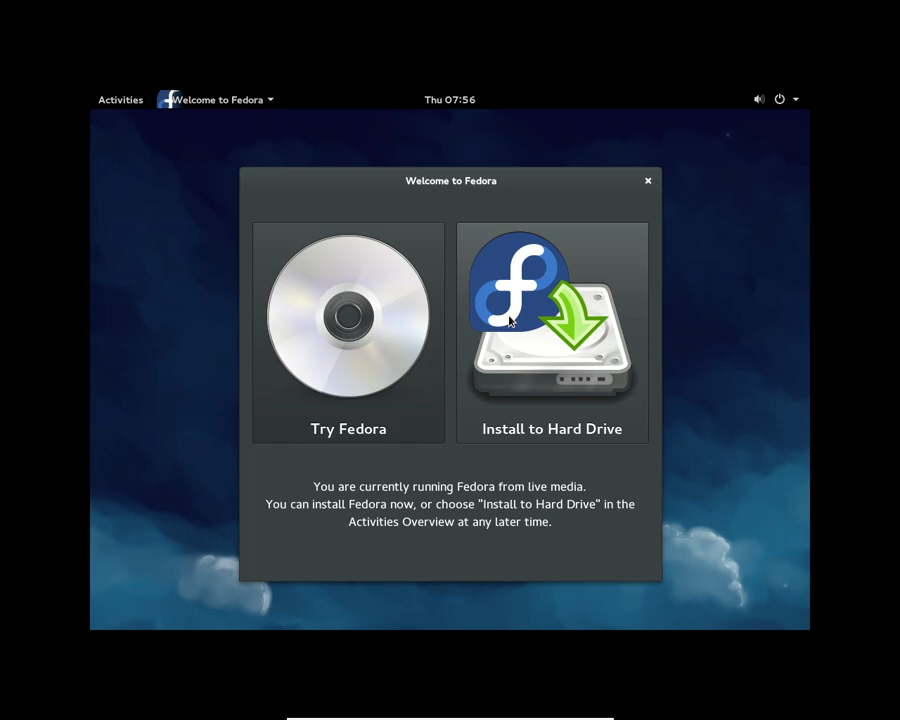 Activities
Welcome to Fedora
Thu 07:56
Welcome to Fedora
Try Fedora
Install to Hard Drive
You are currently running Fedora from live media.
You can install Fedora now, or choose "Install to Hard Drive" in the
Activities Overview at any later time.